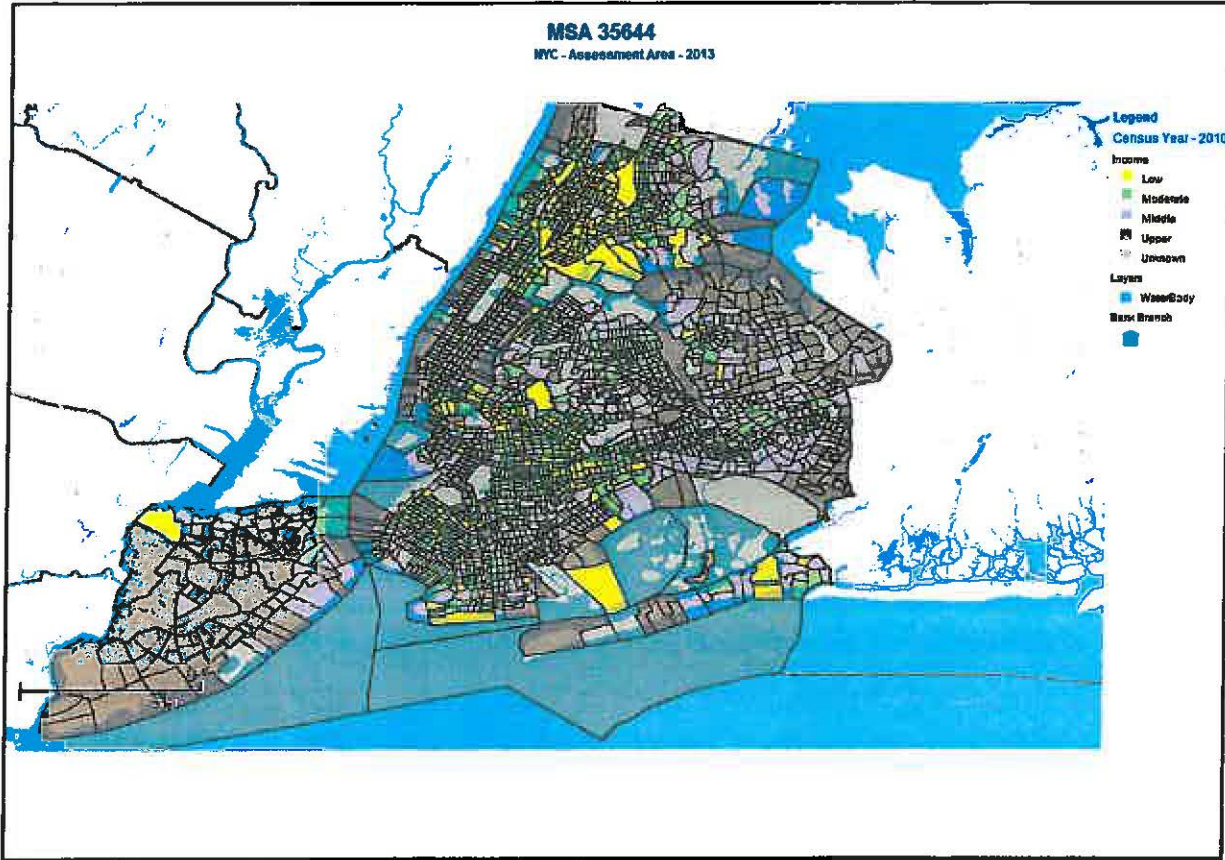 MSA 35644
NYC - Assessment Area - 2013
Legend
Census Year - 2010
Income
Low
Moderate
Middle
Upper
Unknown
Layers
WaterBody
Bank Branch